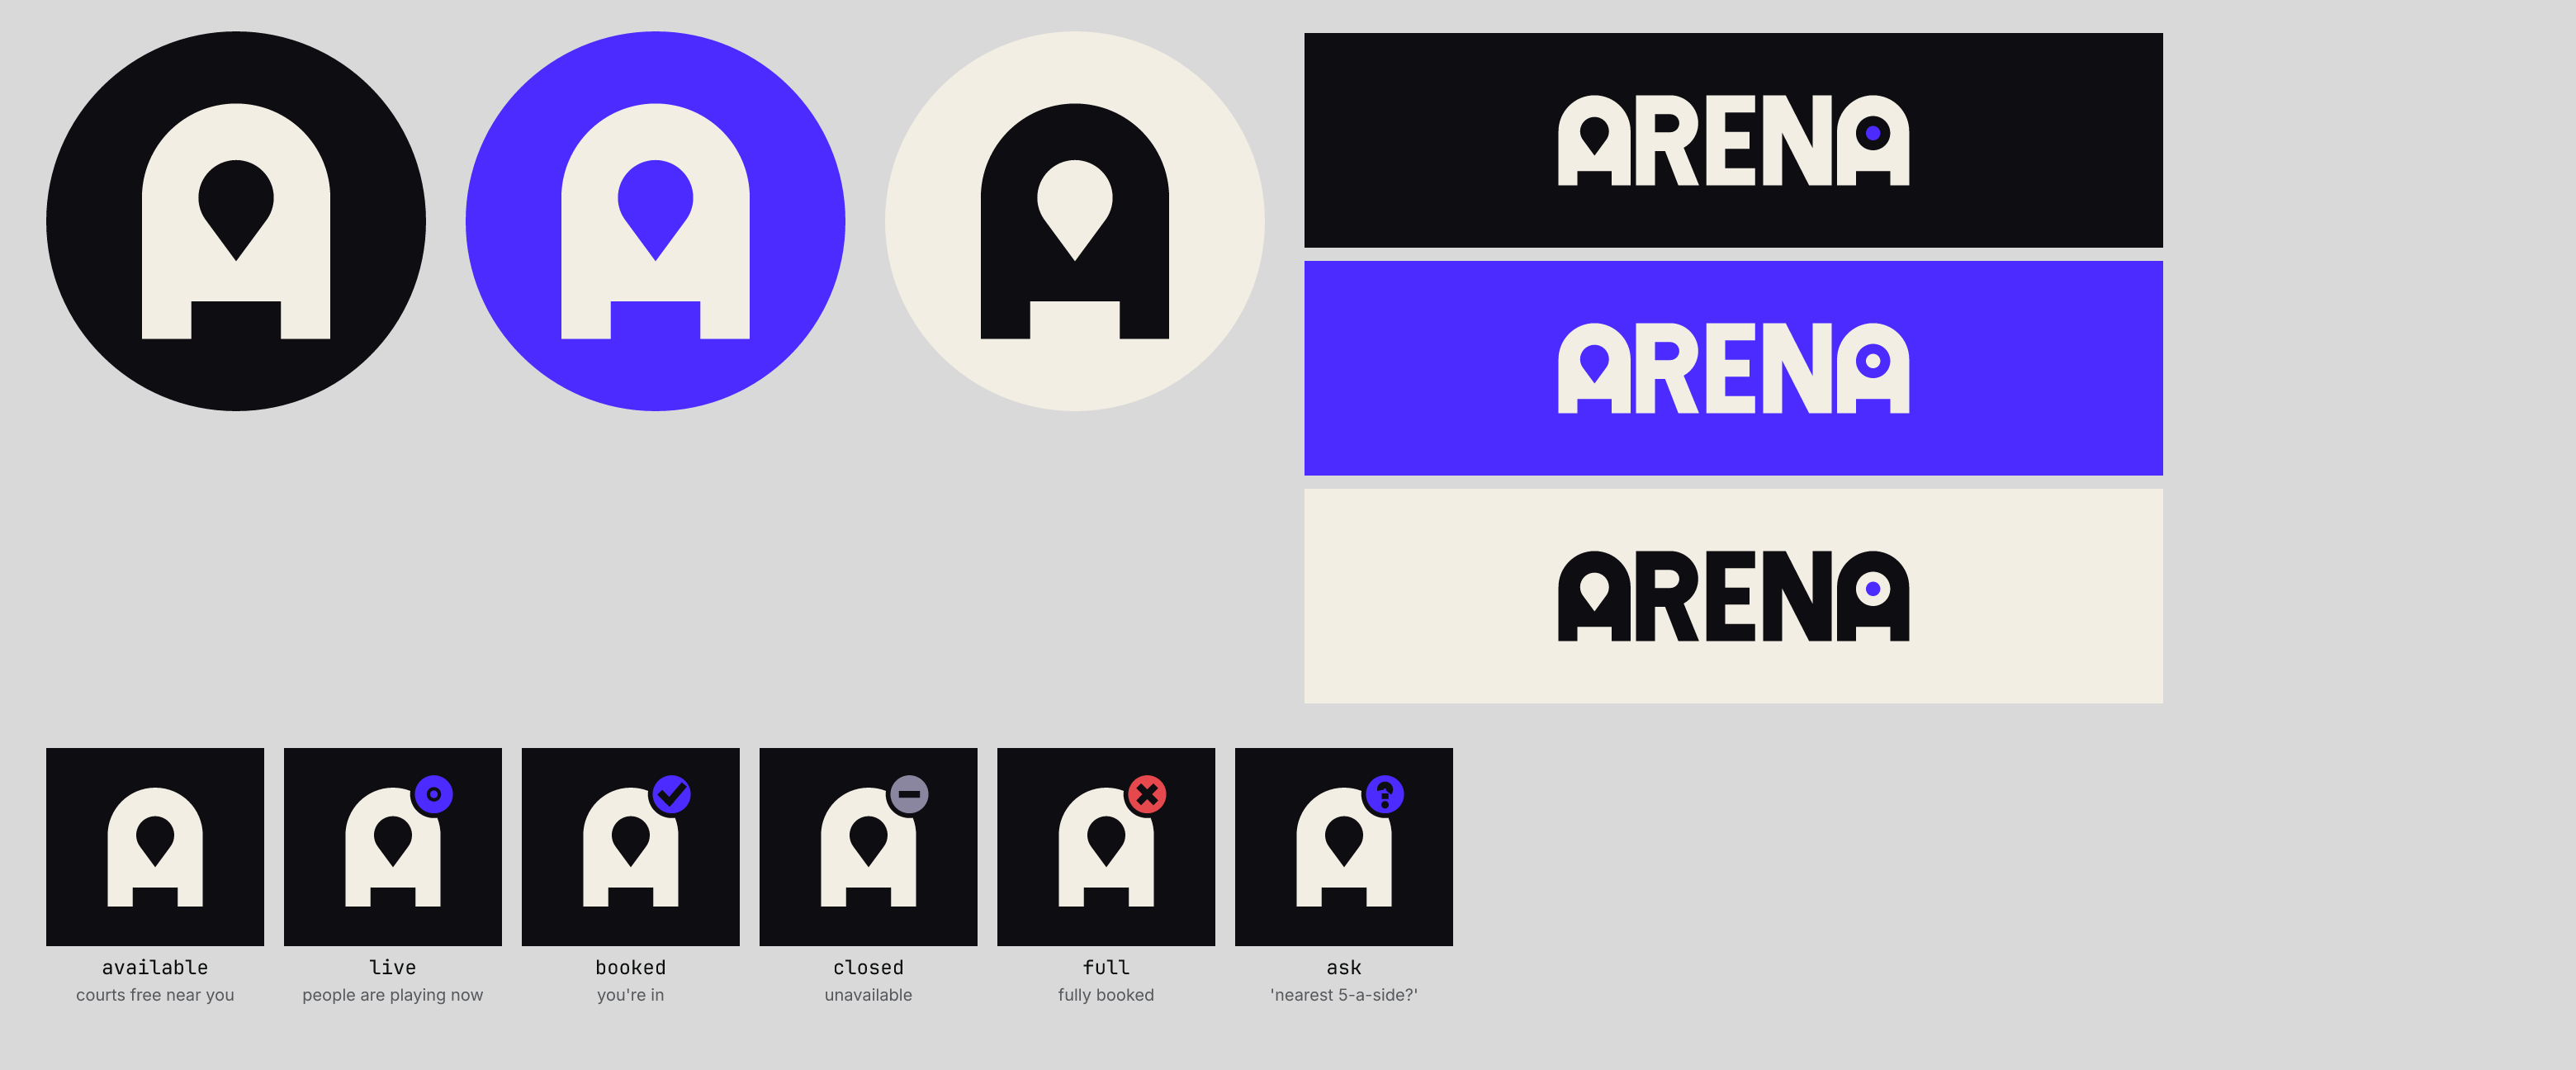 A
A
A
ARENA
ARENA
ARENA
A
A
A
A
A
A
?
available
live
booked
closed
full
ask
courts free near you
people are playing now
you're in
unavailable
fully booked
'nearest 5-a-side?'